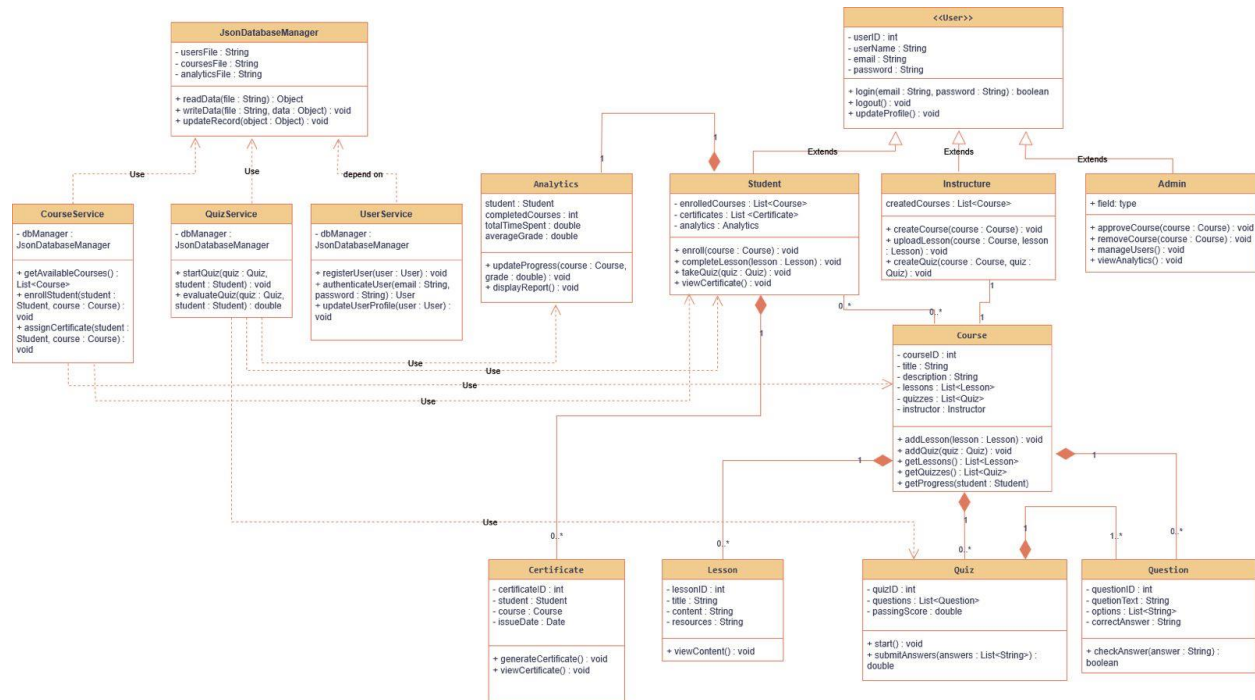 JsonDatabaseManager
- usersFile : String
- coursesFile : String
- analyticsFile : String
+ readData(file : String) : Object
+ writeData(file : String, data : Object) : void
+ updateRecord(object : Object) : void
<<User>>
- userID : int
- userName : String
- email : String
- password : String
+ login(email : String, password : String) : boolean
+ logout() : void
+ updateProfile() : void
Use
Use
depend on
1
1
Extends
Extends
Extends
CourseService
- dbManager :
JsonDatabaseManager
+ getAvailableCourses() :
List<Course>
+ enrollStudent(student :
Student, course : Course) :
void
+ assignCertificate(student :
Student, course : Course) :
void
QuizService
- dbManager :
JsonDatabaseManager
+ startQuiz(quiz : Quiz,
student : Student) : void
+ evaluateQuiz(quiz : Quiz,
student : Student) : double
UserService
- dbManager :
JsonDatabaseManager
+ registerUser(user : User) : void
+ authenticateUser(email : String,
password : String) : User
+ updateUserProfile(user : User) :
void
Analytics
student : Student
completedCourses : int
totalTimeSpent : double
averageGrade : double
+ updateProgress(course : Course,
grade : double) : void
+ displayReport() : void
Student
- enrolledCourses : List<Course>
- certificates : List <Certificate>
- analytics : Analytics
+ enroll(course : Course) : void
+ completeLesson(lesson : Lesson) : void
+ takeQuiz(quiz : Quiz) : void
+ viewCertificate() : void
Instructure
createdCourses : List<Course>
+ createCourse(course : Course) : void
+ uploadLesson(course : Course, lesson
: Lesson) : void
+ createQuiz(course : Course, quiz :
Quiz) : void
Admin
+ field: type
+ approveCourse(course : Course) : void
+ removeCourse(course : Course) : void
+ manageUsers() : void
+ viewAnalytics() : void
0..*
0..*
1
1
1
Use
Use
Use
Use
Course
- courseID : int
- title : String
- description : String
- lessons : List<Lesson>
- quizzes : List<Quiz>
- instructor : Instructor
+ addLesson(lesson : Lesson) : void
+ addQuiz(quiz : Quiz) : void
+ getLessons() : List<Lesson>
+ getQuizzes() : List<Quiz>
+ getProgress(student : Student)
1
1
1
1
Use
0..*
0..*
0..*
1..*
0..*
Certificate
- certificateID : int
- student : Student
- course : Course
- issueDate : Date
+ generateCertificate() : void
+ viewCertificate() : void
Lesson
- lessonID : int
- title : String
- content : String
- resources : String
+ viewContent() : void
Quiz
- quizID : int
- questions : List<Question>
- passingScore : double
+ start() : void
+ submitAnswers(answers : List<String>) :
double
Question
- questionID : int
- quetionText : String
- options : List<String>
- correctAnswer : String
+ checkAnswer(answer : String) :
boolean